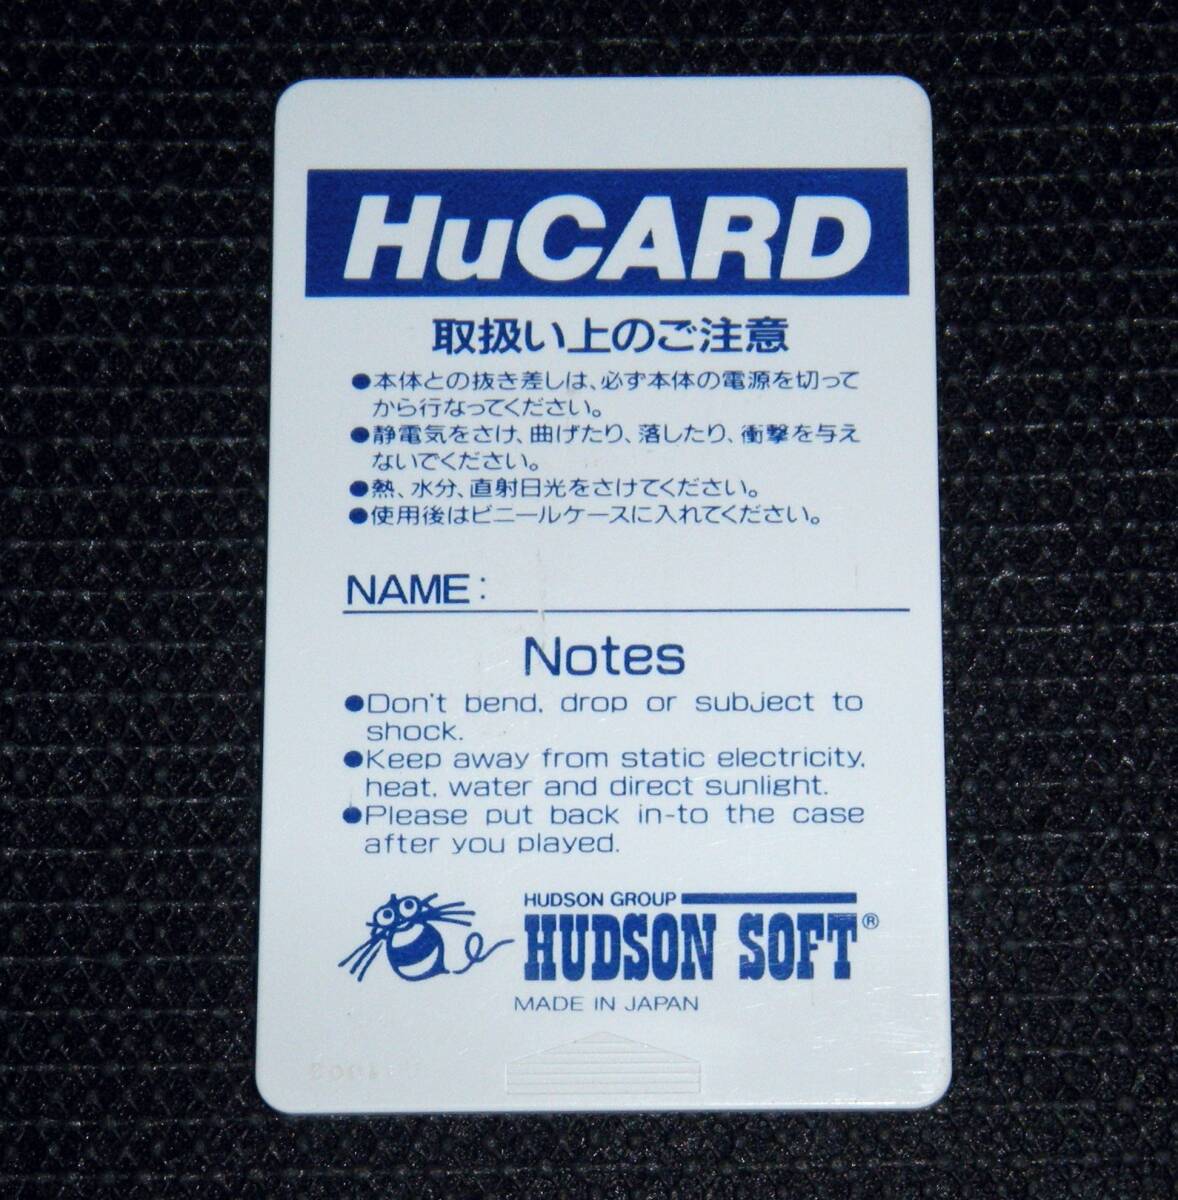 HuCARD
取扱い上のご注意
●本体との抜き差しは、必ず本体の電源を切って
から行なってください。
●静電気をさけ、曲げたり、落したり、衝撃を与え
ないでください。
●熱、水分、直射日光をさけてください。
●使用後はビニールケースに入れてください。
NAME:
Notes
●Don't bend, drop or subject to
shock.
●Keep away from static electricity,
heat, water and direct sunlight.
●Please put back in-to the case
after you played.
HUDSON GROUP
HUDSON SOFT®
MADE IN JAPAN